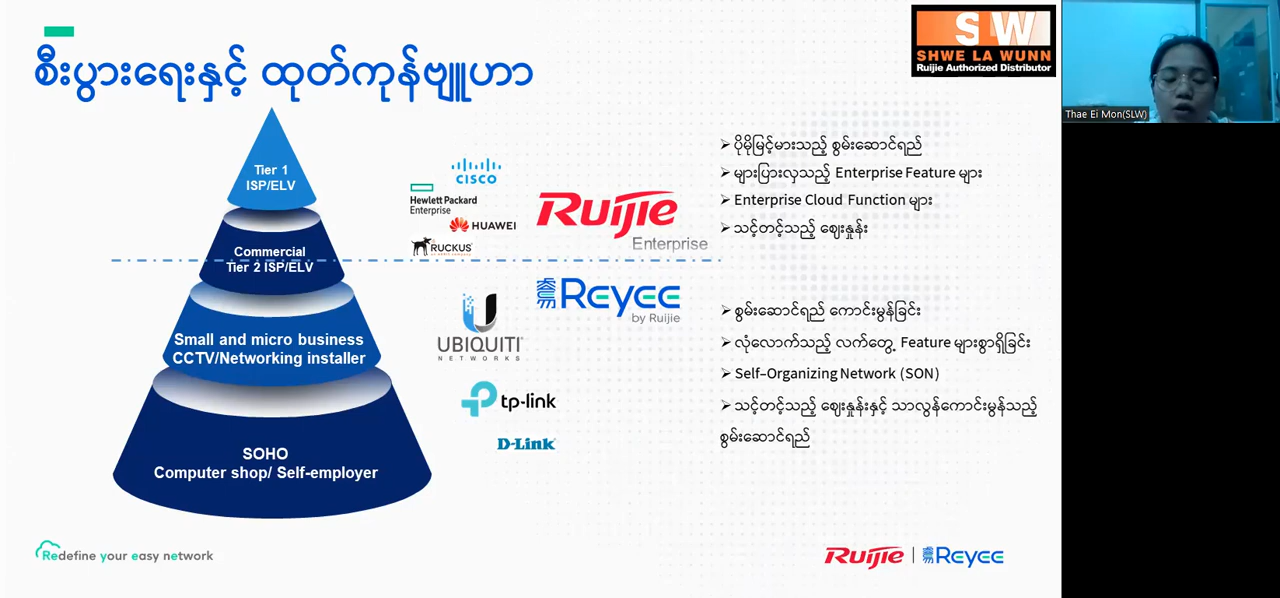 စီးပွားရေးနှင့် ထုတ်ကုန်ဗျူဟာ
SLW
SHWE LA WUNN
Ruijie Authorized Distributor
Thae Ei Mon(SLW)
Tier 1
ISP/ELV
Commercial
Tier 2 ISP/ELV
Small and micro business
CCTV/Networking installer
SOHO
Computer shop/ Self-employer
CISCO
Hewlett Packard
Enterprise
HUAWEI
RUCKUS
Ruijie
Enterprise
Reyee
by Ruijie
UBIQUITI
NETWORKS
tp-link
D-Link
➢ ပိုမိုမြင့်မားသည့် စွမ်းဆောင်ရည်
➢ များပြားလှသည့် Enterprise Feature များ
➢ Enterprise Cloud Function များ
➢ သင့်တင့်သည့် ဈေးနှုန်း
➢ စွမ်းဆောင်ရည် ကောင်းမွန်ခြင်း
➢ လုံလောက်သည့် လက်တွေ့ Feature များစွာရှိခြင်း
➢ Self-Organizing Network (SON)
➢ သင့်တင့်သည့် ဈေးနှုန်းနှင့် သာလွန်ကောင်းမွန်သည့်
စွမ်းဆောင်ရည်
Redefine your easy network
Ruijie | Reyee